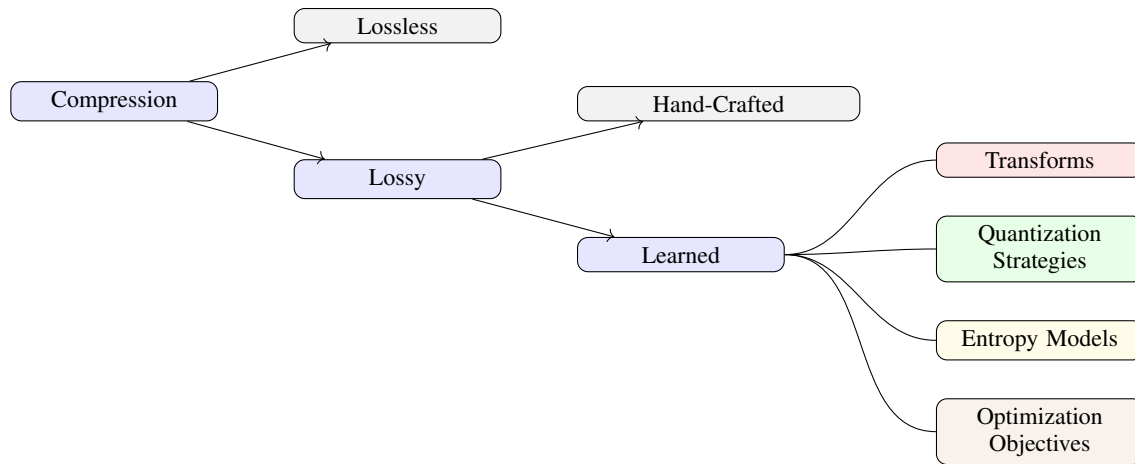 Lossless
Compression
Hand-Crafted
Lossy
Transforms
Learned
Quantization
Strategies
Entropy Models
Optimization
Objectives